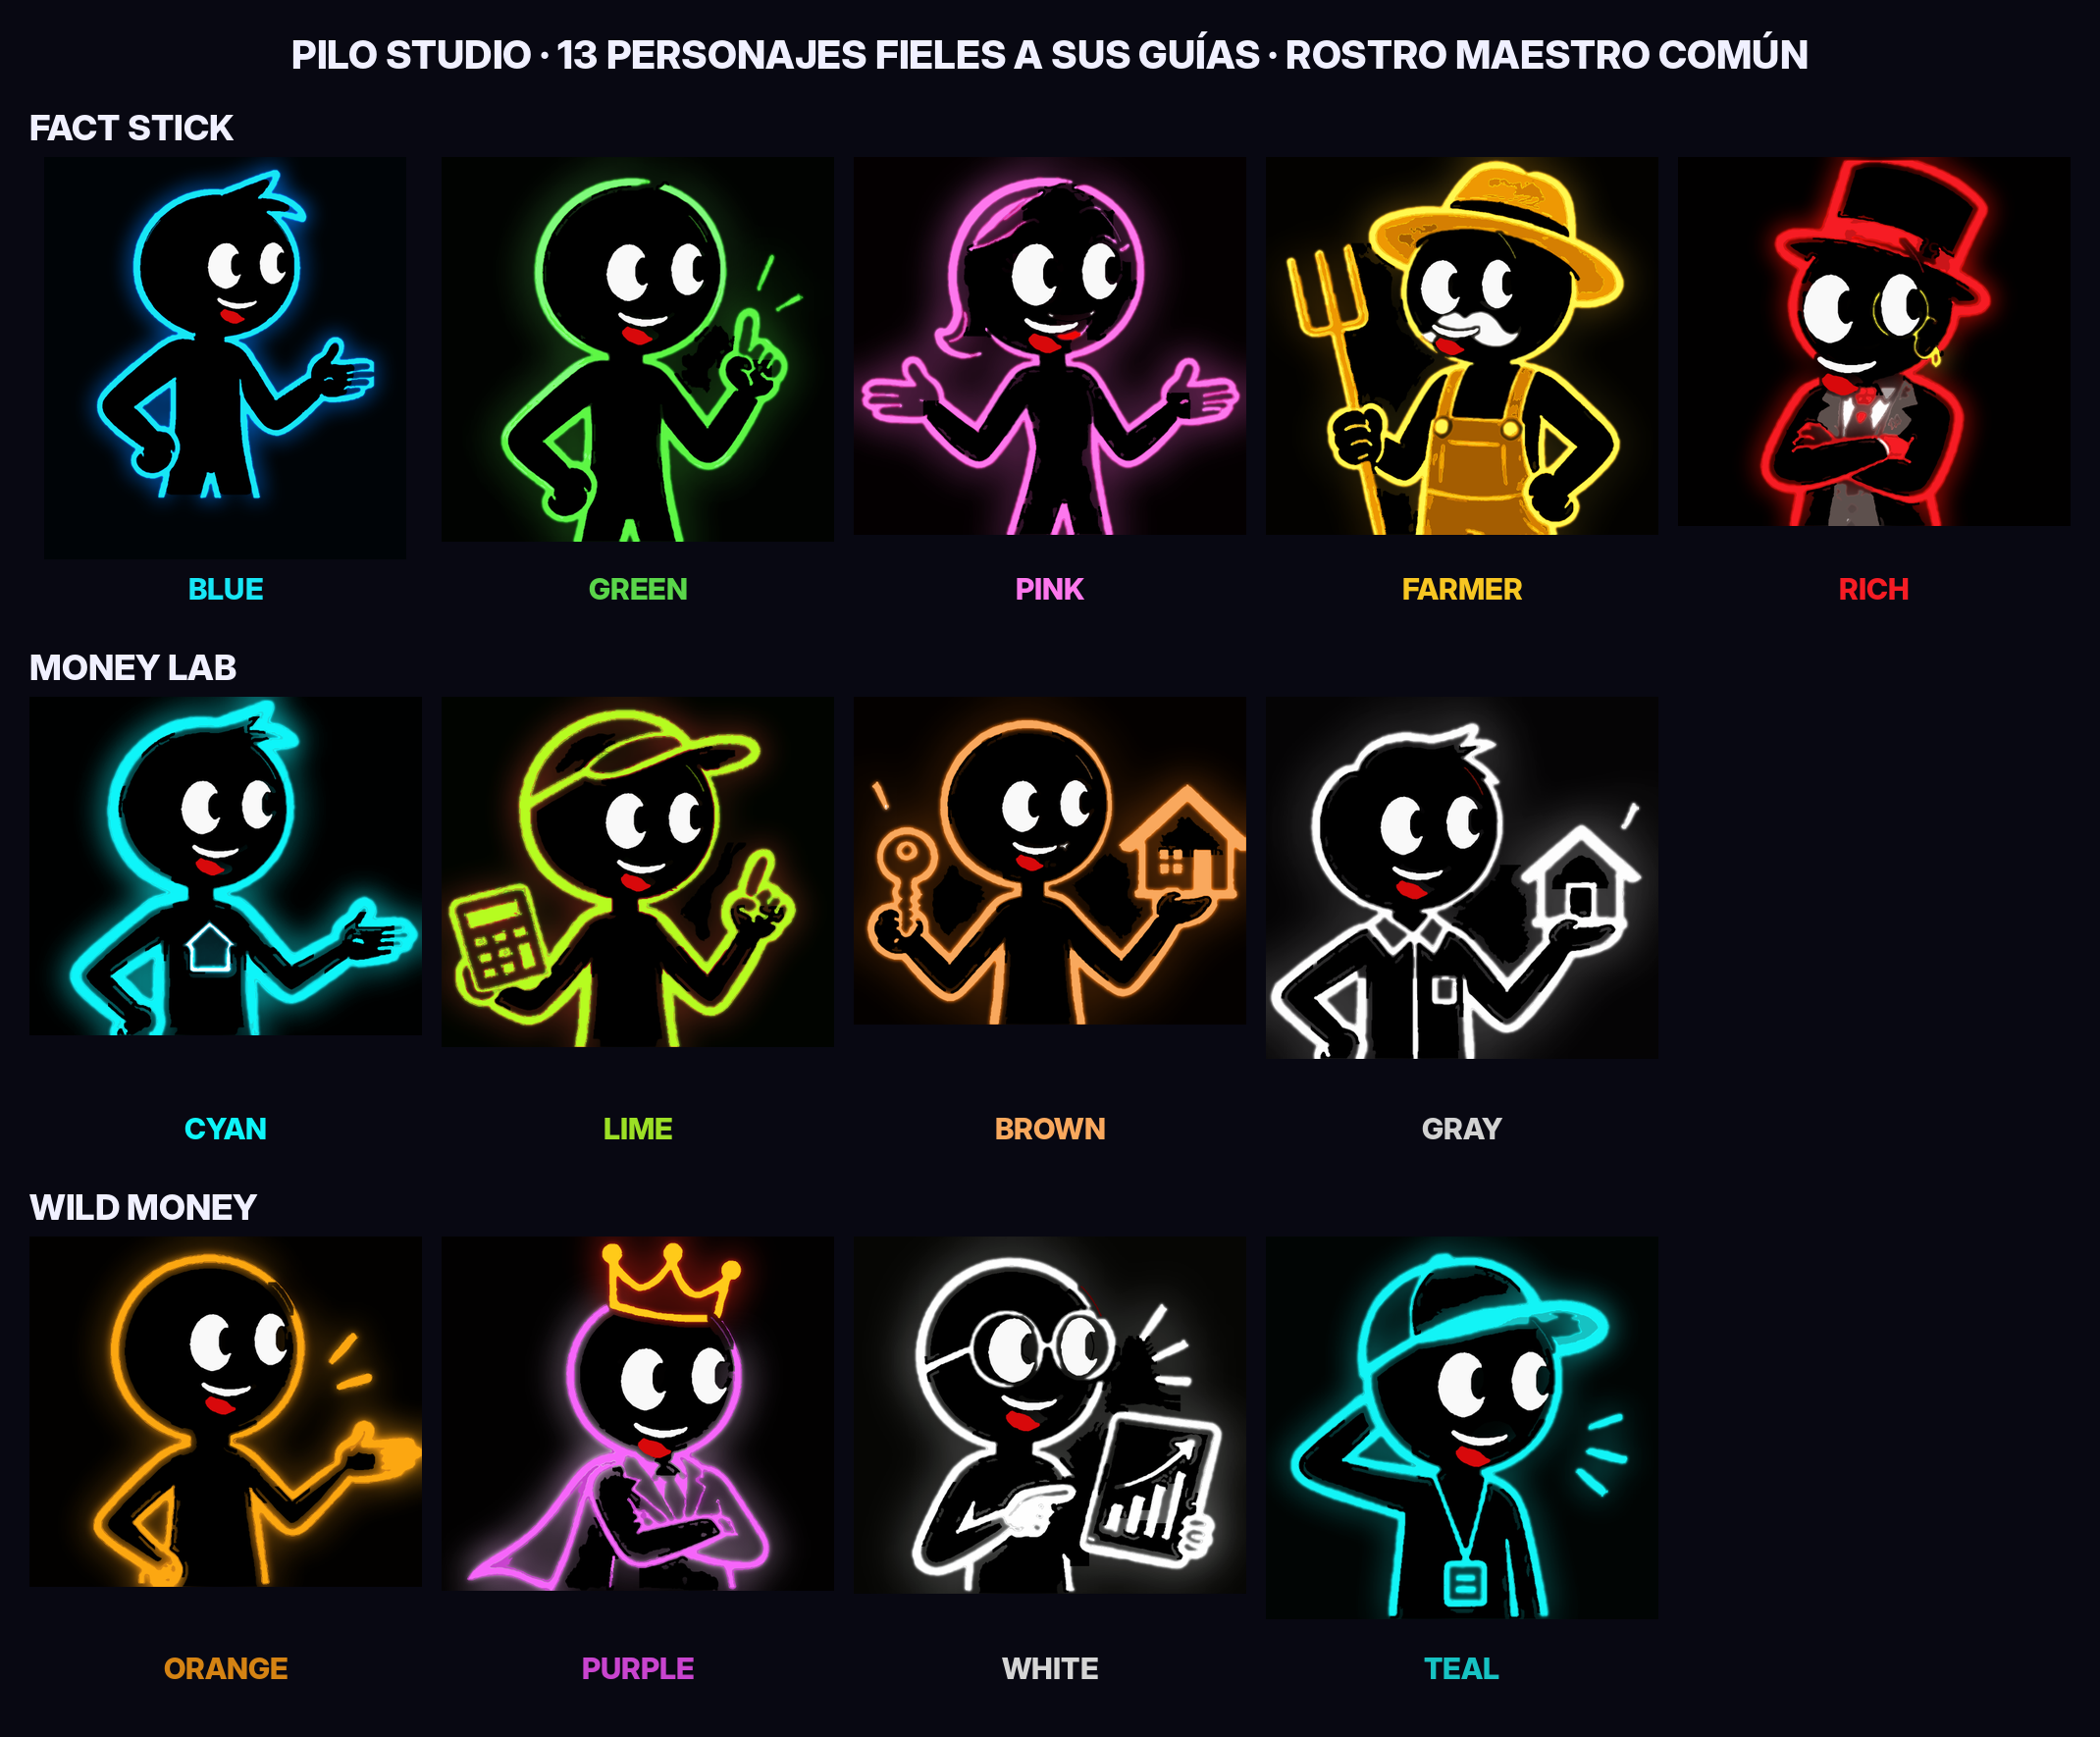 PILO STUDIO · 13 PERSONAJES FIELES A SUS GUÍAS · ROSTRO MAESTRO COMÚN
FACT STICK
BLUE
GREEN
PINK
FARMER
RICH
MONEY LAB
CYAN
LIME
BROWN
GRAY
WILD MONEY
ORANGE
PURPLE
WHITE
TEAL